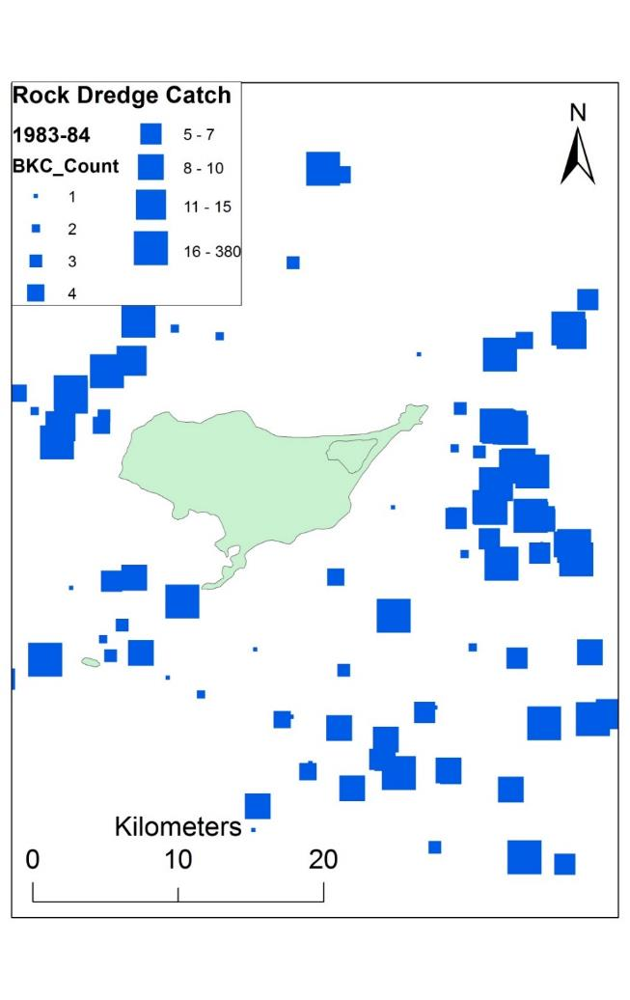 Rock Dredge Catch
1983-84
BKC_Count
1
2
3
4
5 - 7
8 - 10
11 - 15
16 - 380
N
Kilometers
0 10 20